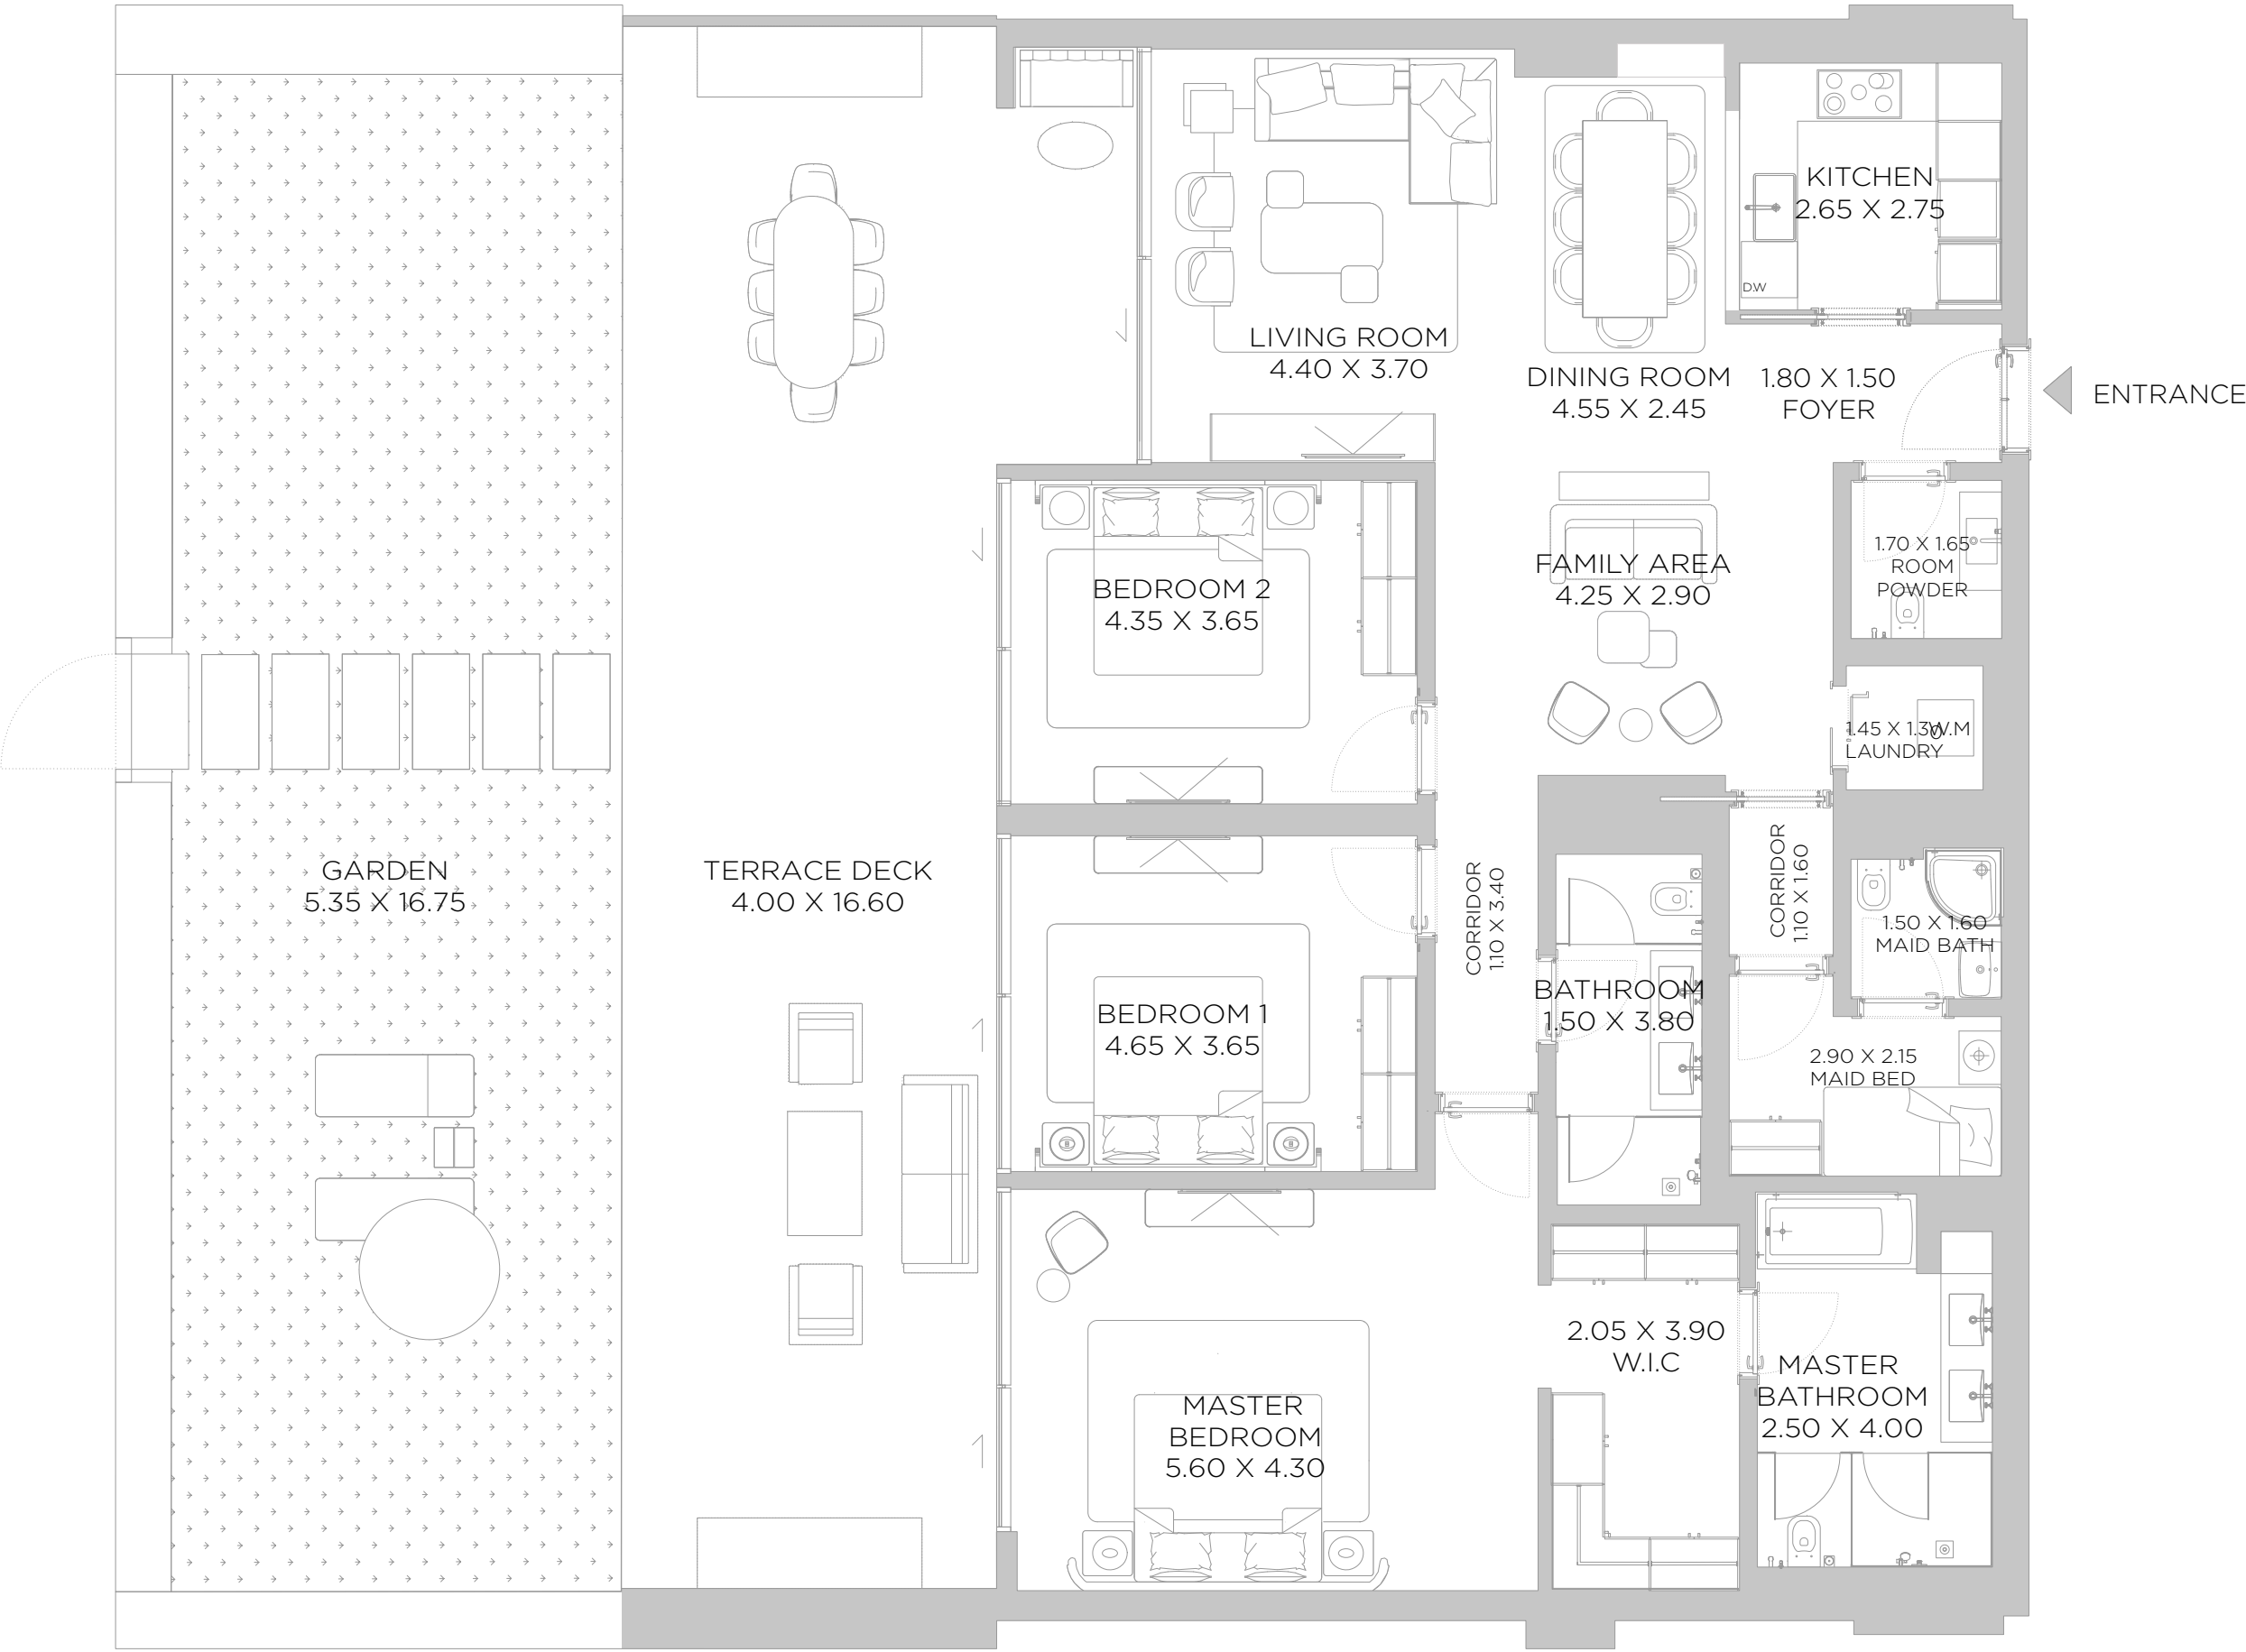 KITCHEN
2.65 X 2.75
D.W
LIVING ROOM
4.40 X 3.70
DINING ROOM
4.55 X 2.45
1.80 X 1.50
FOYER
ENTRANCE
BEDROOM 2
4.35 X 3.65
FAMILY AREA
4.25 X 2.90
1.70 X 1.65
ROOM
POWDER
1.45 X 1.30
W.M
LAUNDRY
GARDEN
5.35 X 16.75
TERRACE DECK
4.00 X 16.60
CORRIDOR
1.10 X 3.40
CORRIDOR
1.10 X 1.60
1.50 X 1.60
MAID BATH
BEDROOM 1
4.65 X 3.65
BATHROOM
1.50 X 3.80
2.90 X 2.15
MAID BED
2.05 X 3.90
W.I.C
MASTER
BATHROOM
2.50 X 4.00
MASTER
BEDROOM
5.60 X 4.30